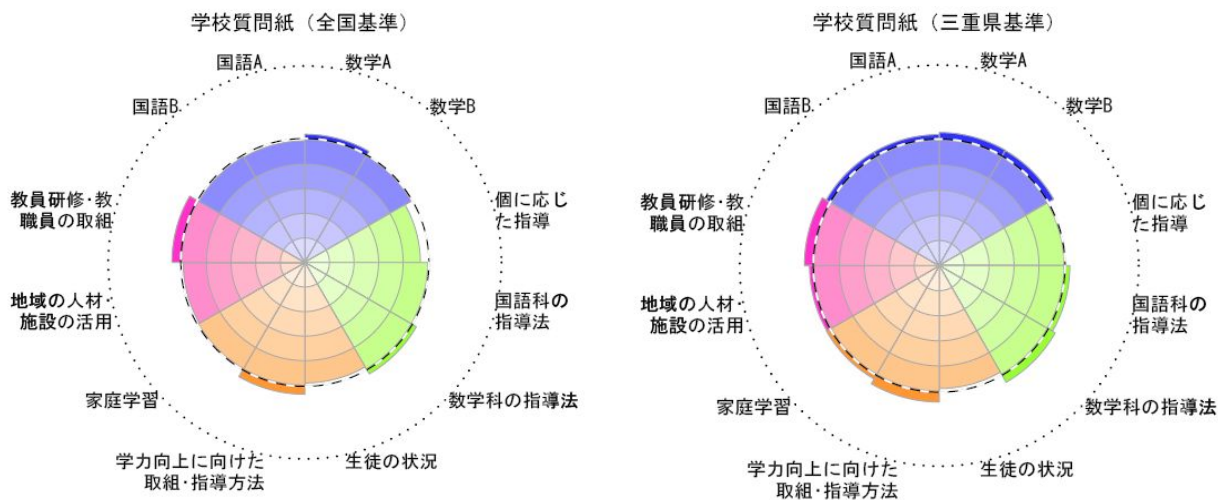 学校質問紙（全国基準）
国語A
数学A
国語B
数学B
教員研修・教
職員の取組
個に応じ
た指導
地域の人材・
施設の活用
国語科の
指導法
家庭学習
数学科の指導法
学力向上に向けた
取組・指導方法
生徒の状況
学校質問紙（三重県基準）
国語A
数学A
国語B
数学B
教員研修・教
職員の取組
個に応じ
た指導
地域の人材・
施設の活用
国語科の
指導法
家庭学習
数学科の指導法
学力向上に向けた
取組・指導方法
生徒の状況